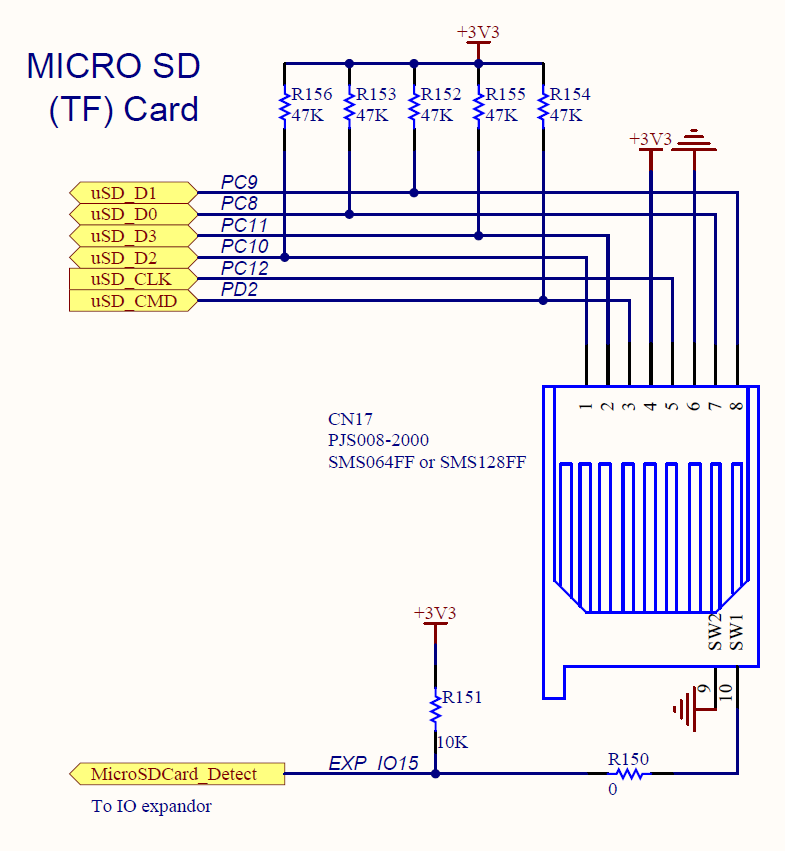 MICRO SD
(TF) Card
+3V3
R156
47K
R153
47K
R152
47K
R155
47K
R154
47K
+3V3
uSD_D1
PC9
uSD_D0
PC8
uSD_D3
PC11
uSD_D2
PC10
uSD_CLK
PC12
uSD_CMD
PD2
1
2
3
4
5
6
7
8
CN17
PJS008-2000
SMS064FF or SMS128FF
SW2
SW1
9
10
+3V3
R151
10K
MicroSDCard_Detect
EXP_IO15
R150
0
To IO expandor